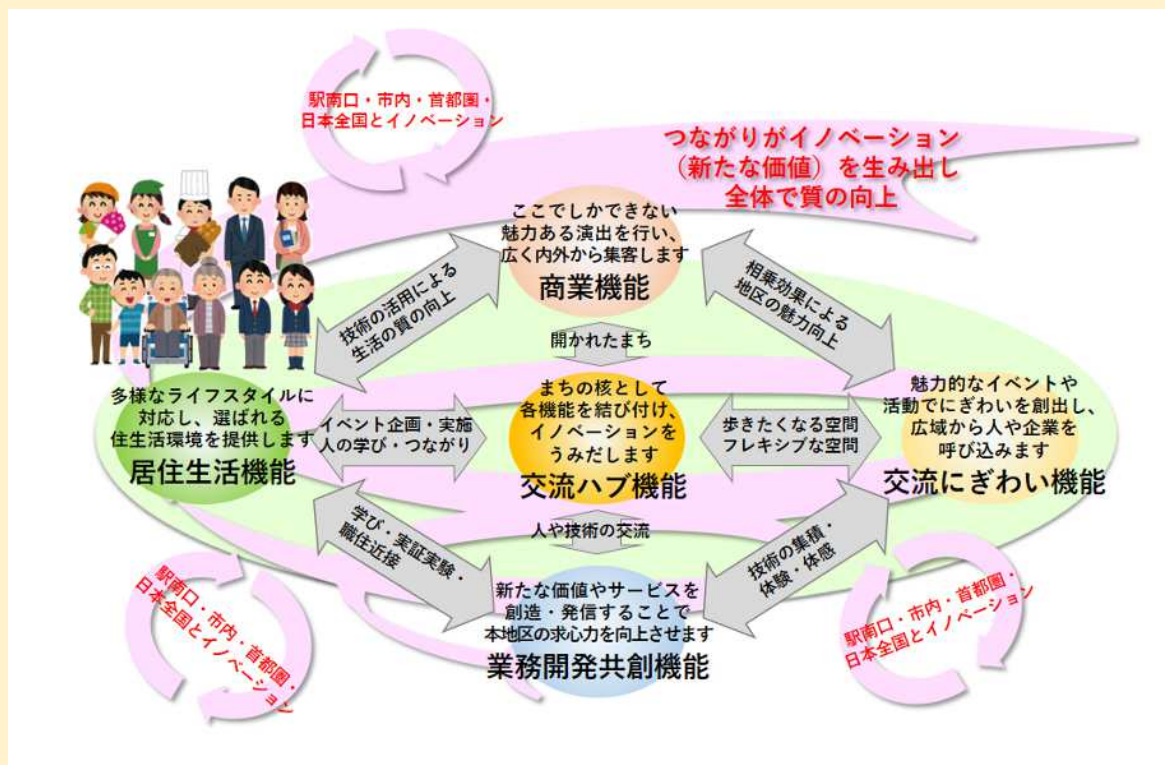 駅南口・市内・首都圏・
日本全国とイノベーション
つながりがイノベーション
（新たな価値）を生み出し
全体で質の向上
ここでしかできない
魅力ある演出を行い、
広く内外から集客します
商業機能
技術の活用による
生活の質の向上
相乗効果による
地区の魅力向上
開かれたまち
多様なライフスタイルに
対応し、選ばれる
住生活環境を提供します
居住生活機能
イベント企画・実施
人の学び・つながり
まちの核として
各機能を結び付け、
イノベーションを
うみだします
交流ハブ機能
歩きたくなる空間
フレキシブな空間
魅力的なイベントや
活動でにぎわいを創出し、
広域から人や企業を
呼び込みます
交流にぎわい機能
学び・実証実験・
職住近接
人や技術の交流
技術の集積・
体験・体感
新たな価値やサービスを
創造・発信することで
本地区の求心力を向上させます
業務開発共創機能
駅南口・市内・首都圏・
日本全国とイノベーション
駅南口・市内・首都圏・
日本全国とイノベーション